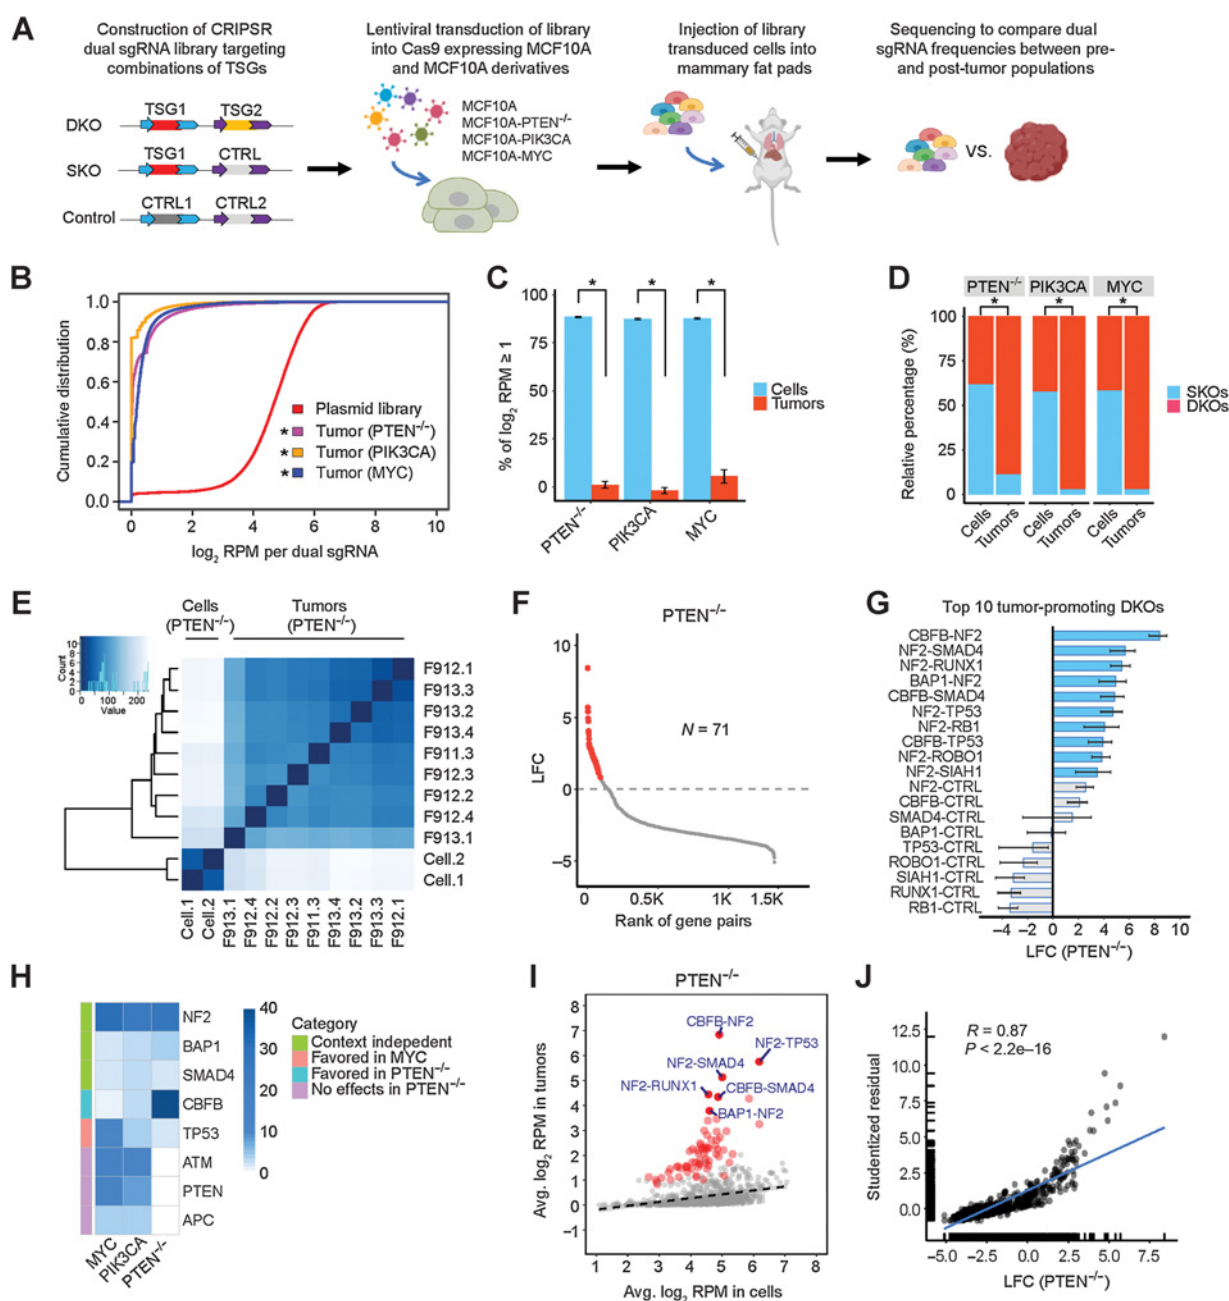 A
Construction of CRIPSR
dual sgRNA library targeting
combinations of TSGs
DKO
TSG1
TSG2
SKO
TSG1
CTRL
Control
CTRL1
CTRL2
Lentiviral transduction of library
into Cas9 expressing MCF10A
and MCF10A derivatives
MCF10A
MCF10A-PTEN−/−
MCF10A-PIK3CA
MCF10A-MYC
Injection of library
transduced cells into
mammary fat pads
Sequencing to compare dual
sgRNA frequencies between pre-
and post-tumor populations
VS.
B
Cumulative distribution
1.0
0.8
0.6
0.4
0.2
0.0
0
2
4
6
8
10
log2 RPM per dual sgRNA
Plasmid library
* Tumor (PTEN−/−)
* Tumor (PIK3CA)
* Tumor (MYC)
C
% of log2 RPM ≥ 1
100
75
50
25
0
*
*
*
PTEN−/−
PIK3CA
MYC
Cells
Tumors
D
Relative percentage (%)
100
75
50
25
0
PTEN−/−
PIK3CA
MYC
*
*
*
Cells
Tumors
Cells
Tumors
Cells
Tumors
SKOs
DKOs
E
Cells
(PTEN−/−)
Tumors
(PTEN−/−)
Count
10
8
6
4
2
0
0
100
200
Value
F912.1
F913.3
F913.2
F913.4
F911.3
F912.3
F912.2
F912.4
F913.1
Cell.2
Cell.1
Cell.1
Cell.2
F913.1
F912.4
F912.2
F912.3
F911.3
F913.4
F913.2
F913.3
F912.1
F
PTEN−/−
LFC
10
5
0
−5
N = 71
0
0.5K
1K
1.5K
Rank of gene pairs
G
Top 10 tumor-promoting DKOs
CBFB-NF2
NF2-SMAD4
NF2-RUNX1
BAP1-NF2
CBFB-SMAD4
NF2-TP53
NF2-RB1
CBFB-TP53
NF2-ROBO1
NF2-SIAH1
NF2-CTRL
CBFB-CTRL
SMAD4-CTRL
BAP1-CTRL
TP53-CTRL
ROBO1-CTRL
SIAH1-CTRL
RUNX1-CTRL
RB1-CTRL
−4
−2
0
2
4
6
8
10
LFC (PTEN−/−)
H
NF2
BAP1
SMAD4
CBFB
TP53
ATM
PTEN
APC
MYC
PIK3CA
PTEN−/−
40
30
20
10
0
Category
Context indepedent
Favored in MYC
Favored in PTEN−/−
No effects in PTEN−/−
I
PTEN−/−
Avg. log2 RPM in tumors
8
7
6
5
4
3
2
1
0
−1
CBFB-NF2
NF2-TP53
NF2-SMAD4
NF2-RUNX1
CBFB-SMAD4
BAP1-NF2
1
2
3
4
5
6
7
8
Avg. log2 RPM in cells
J
Studentized residual
12.5
10.0
7.5
5.0
2.5
0.0
R = 0.87
P < 2.2e−16
−5.0
−2.5
0.0
2.5
5.0
7.5
LFC (PTEN−/−)